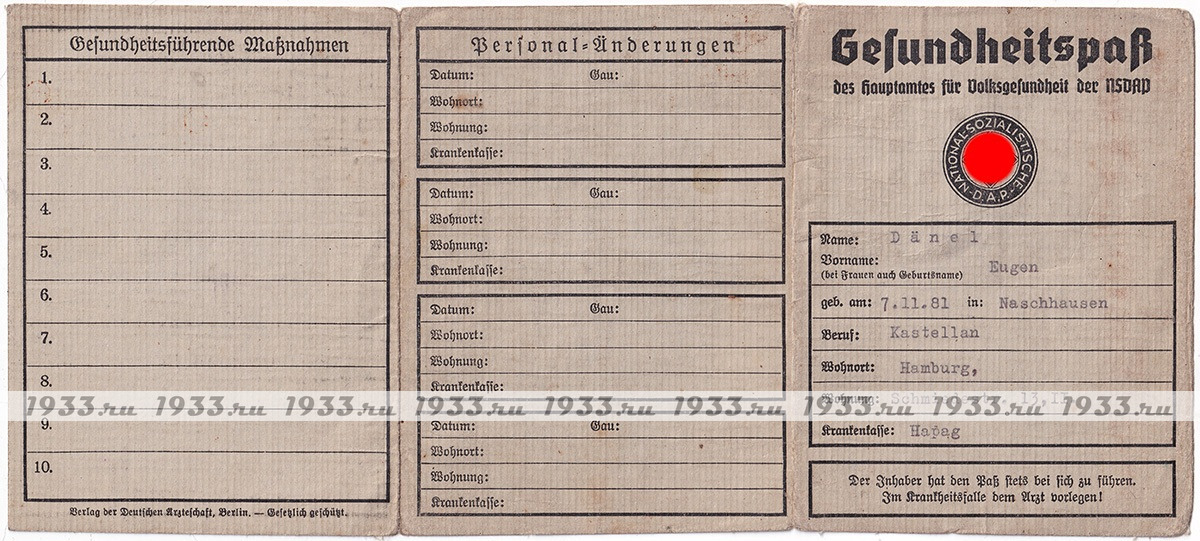 Gesundheitsführende Maßnahmen
1.
2.
3.
4.
5.
6.
7.
8.
9.
10.
Verlag der Deutschen Ärzteschaft, Berlin. — Gesetzlich geschützt.
Personal-Änderungen
Datum: Gau:
Wohnort:
Wohnung:
Krankenkasse:
Datum: Gau:
Wohnort:
Wohnung:
Krankenkasse:
Datum: Gau:
Wohnort:
Wohnung:
Krankenkasse:
Datum: Gau:
Wohnort:
Wohnung:
Krankenkasse:
Gesundheitspaß
des Hauptamtes für Volksgesundheit der NSDAP
NATIONAL-SOZIALISTISCHE D.A.P.
Name: Dänel
Vorname: Eugen
(bei Frauen auch Geburtsname)
geb. am: 7.11.81 in: Naschhausen
Beruf: Kastellan
Wohnort: Hamburg,
Wohnung: 13, II
Krankenkasse: Hapag
Der Inhaber hat den Paß stets bei sich zu führen.
Im Krankheitsfalle dem Arzt vorlegen!
1933.ru 1933.ru 1933.ru 1933.ru 1933.ru 1933.ru 1933.ru 1933.ru 1933.ru